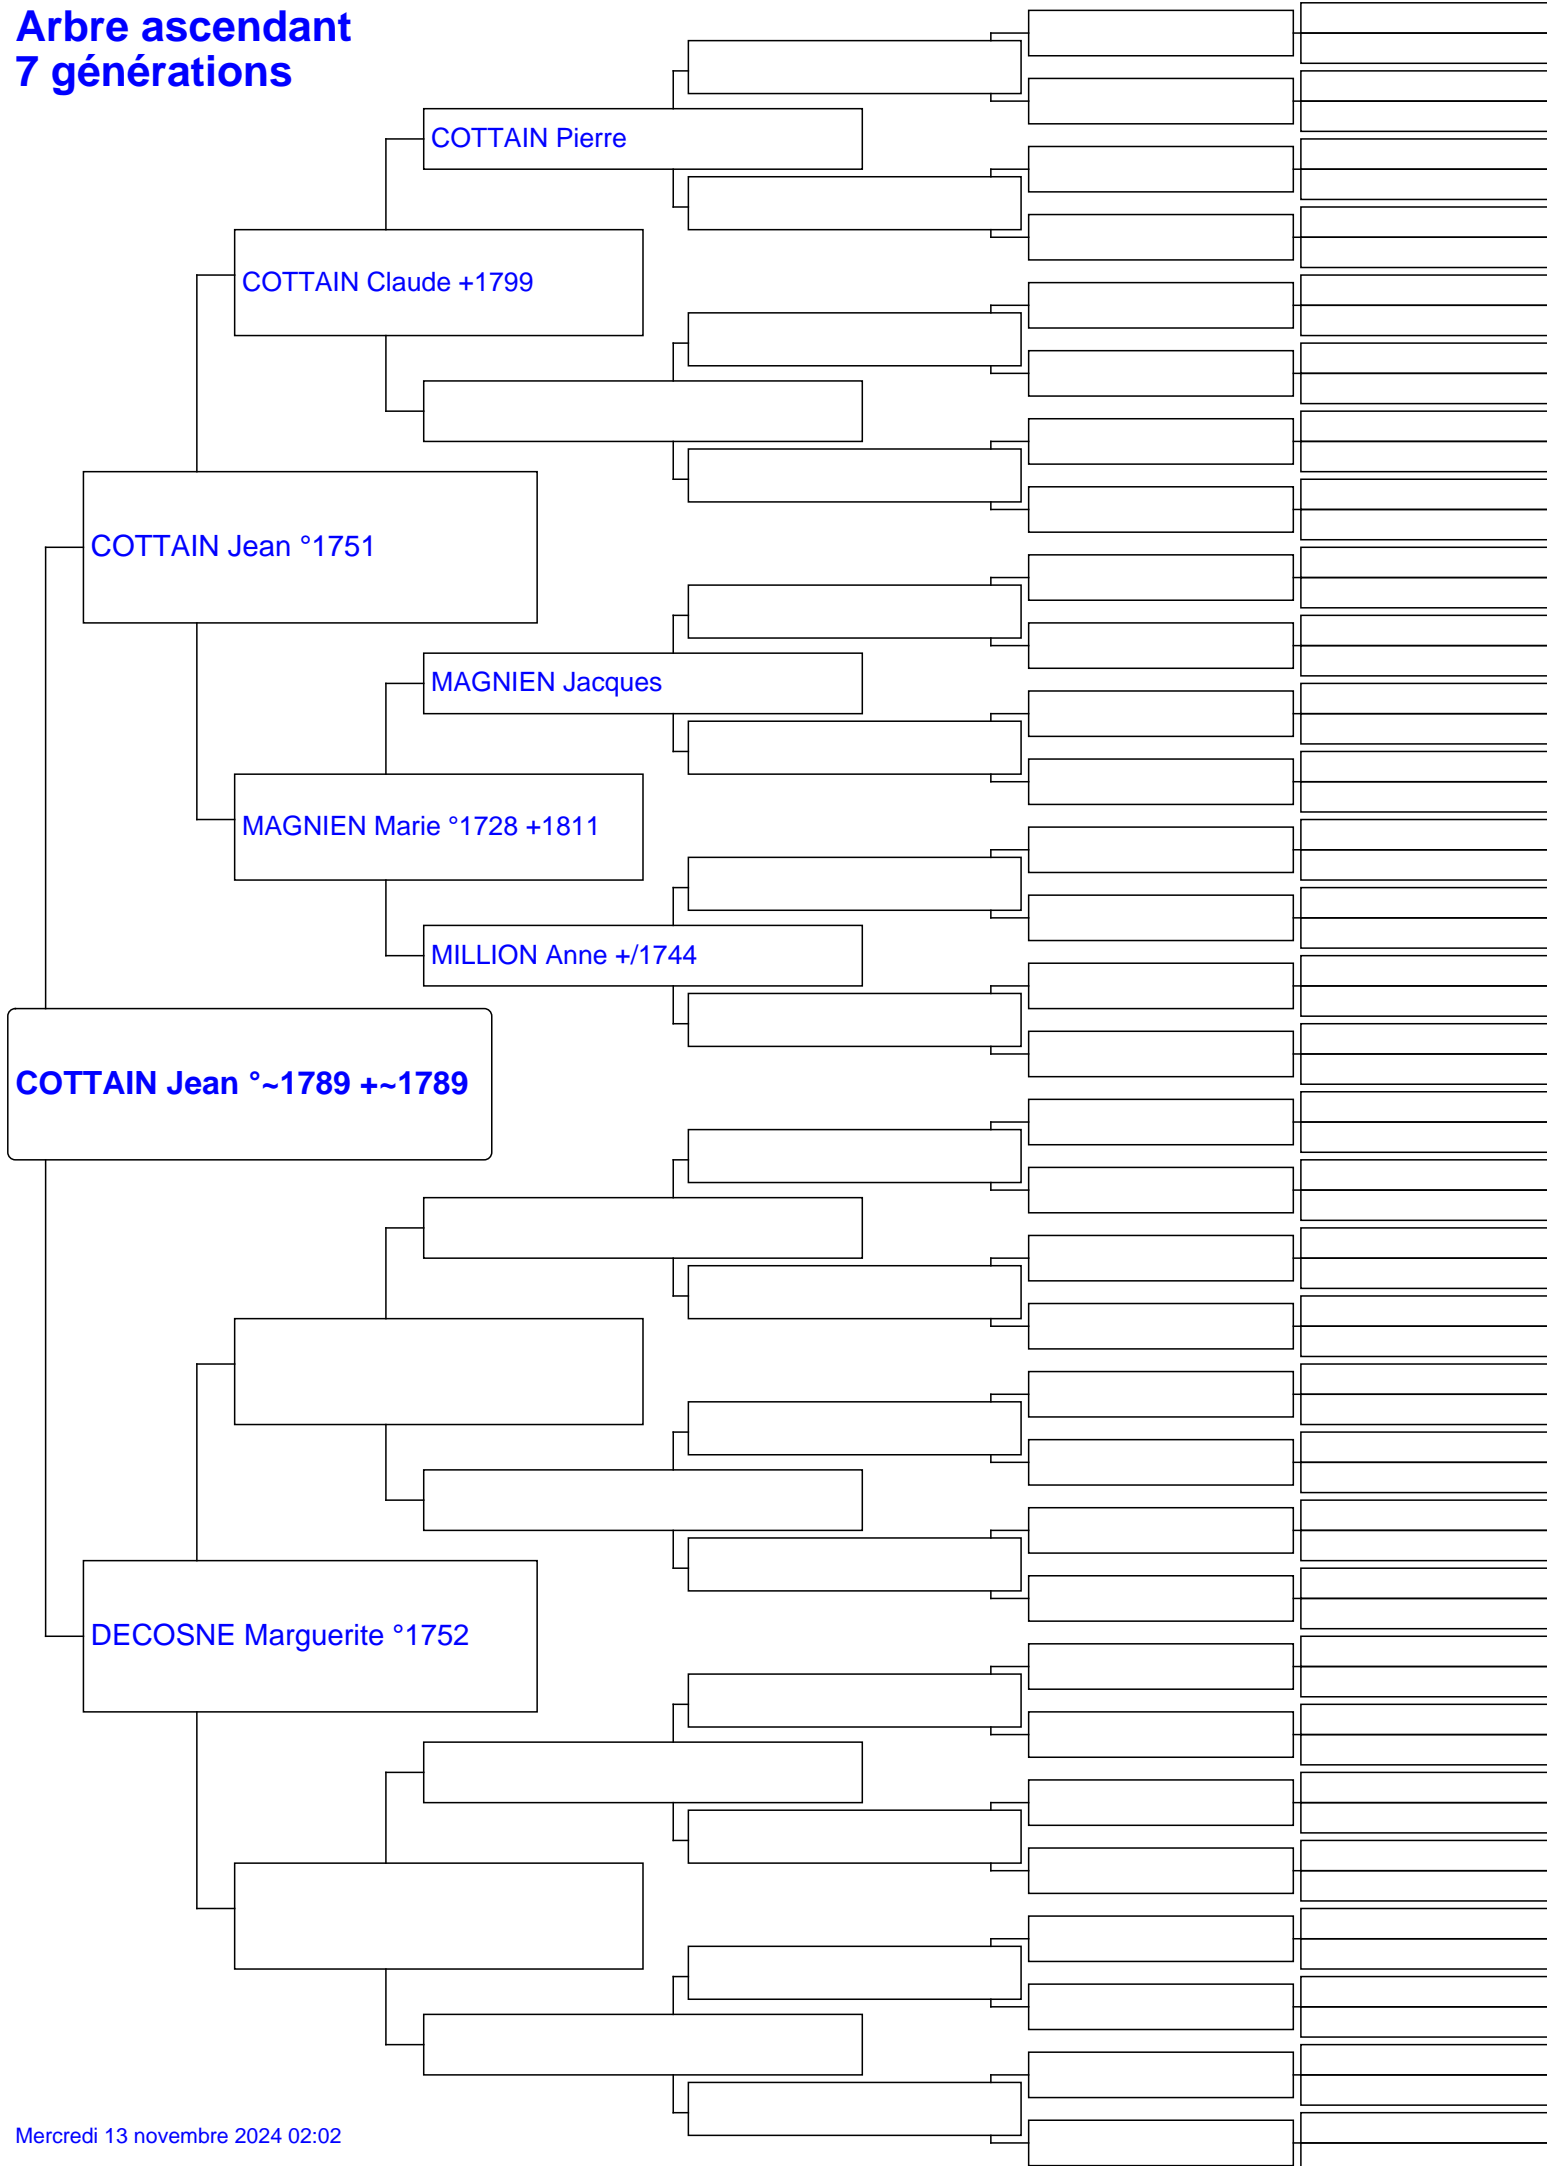 Arbre ascendant
7 générations
COTTAIN Pierre
COTTAIN Claude +1799
COTTAIN Jean °1751
MAGNIEN Jacques
MAGNIEN Marie °1728 +1811
MILLION Anne +/1744
COTTAIN Jean °~1789 +~1789
DECOSNE Marguerite °1752
Mercredi 13 novembre 2024 02:02